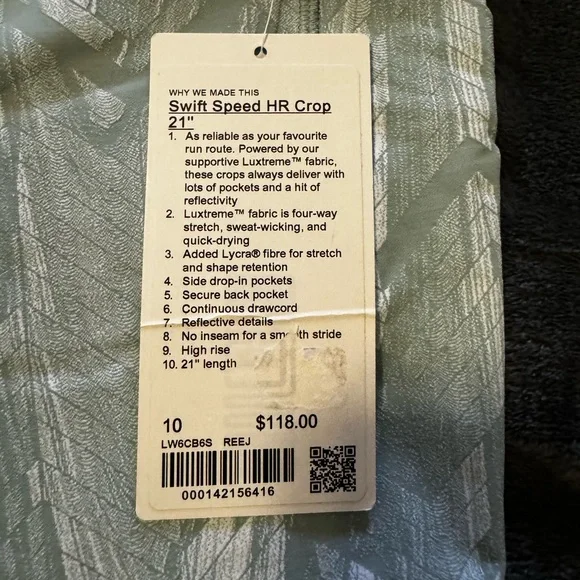 WHY WE MADE THIS
Swift Speed HR Crop
21"
1. As reliable as your favourite
run route. Powered by our
supportive Luxtreme™ fabric,
these crops always deliver with
lots of pockets and a hit of
reflectivity
2. Luxtreme™ fabric is four-way
stretch, sweat-wicking, and
quick-drying
3. Added Lycra® fibre for stretch
and shape retention
4. Side drop-in pockets
5. Secure back pocket
6. Continuous drawcord
7. Reflective details
8. No inseam for a smooth stride
9. High rise
10. 21" length
10 $118.00
LW6CB6S REEJ
000142156416